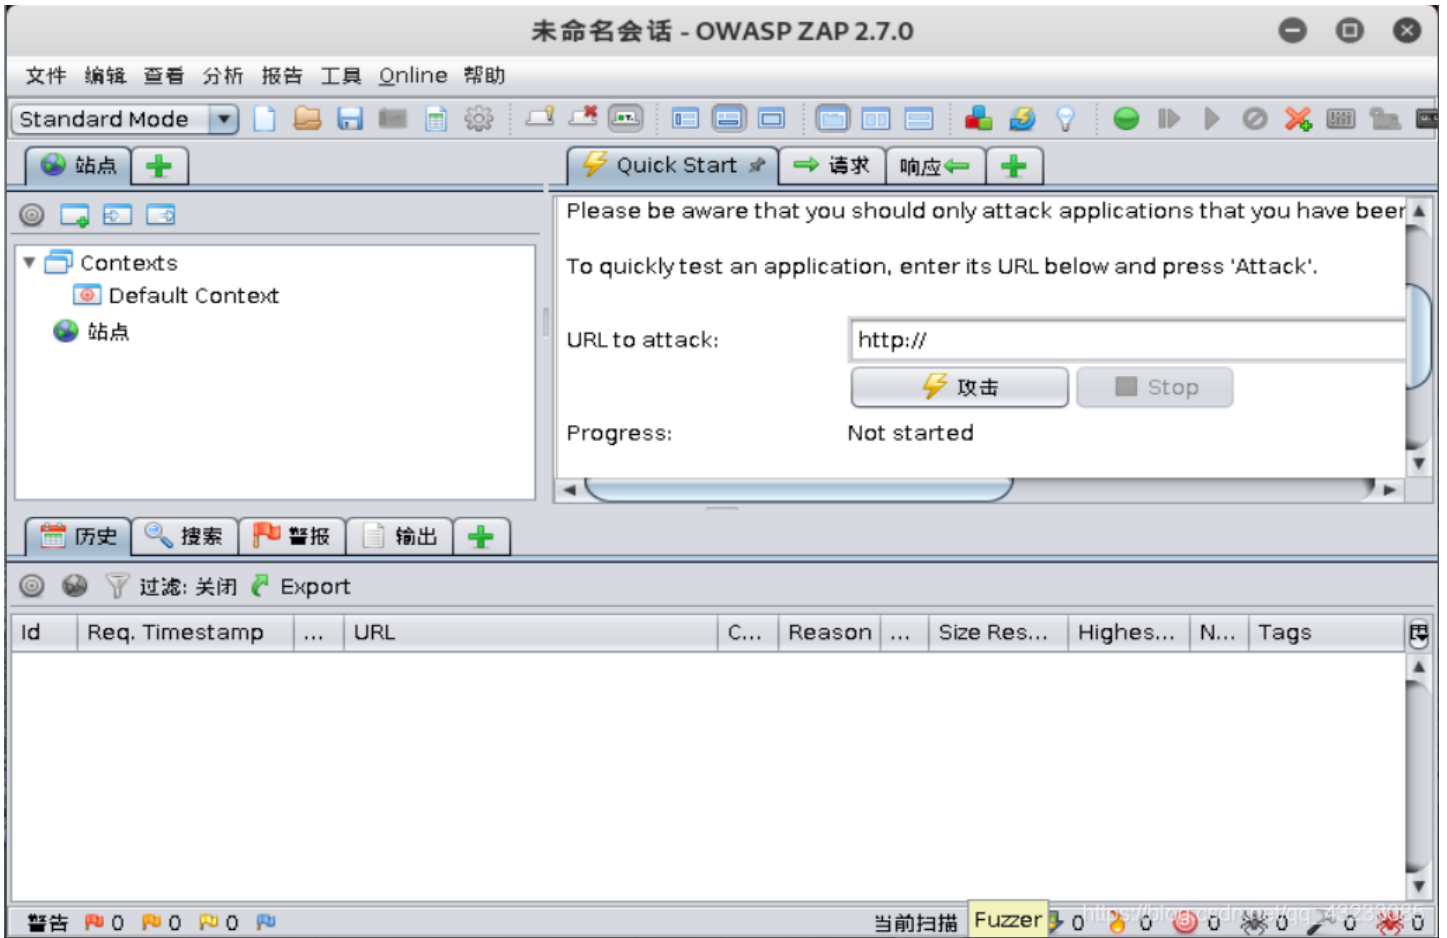 未命名会话 - OWASP ZAP 2.7.0
文件 编辑 查看 分析 报告 工具 Online 帮助
Standard Mode
站点
Quick Start 请求 响应
Please be aware that you should only attack applications that you have beer
Contexts
Default Context
站点
To quickly test an application, enter its URL below and press 'Attack'.
URL to attack: http://
攻击 Stop
Progress: Not started
历史 搜索 警报 输出
过滤: 关闭 Export
Id Req. Timestamp ... URL C... Reason ... Size Res... Highes... N... Tags
警告 0 0 0 当前扫描 Fuzzer 0 0 0 0 0 0
https://blog.csdn.net/qq_43239085